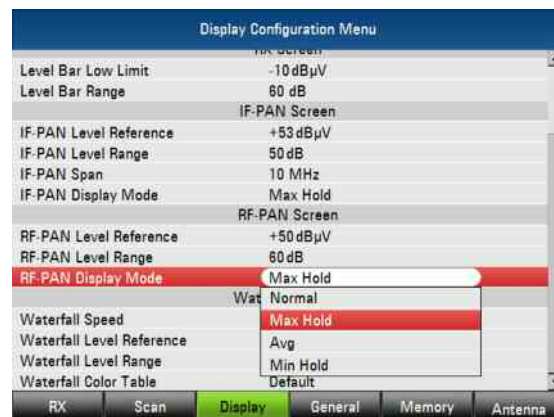 Display Configuration Menu
RX Screen
Level Bar Low Limit -10 dBµV
Level Bar Range 60 dB
IF-PAN Screen
IF-PAN Level Reference +53 dBµV
IF-PAN Level Range 50 dB
IF-PAN Span 10 MHz
IF-PAN Display Mode Max Hold
RF-PAN Screen
RF-PAN Level Reference +50 dBµV
RF-PAN Level Range 60 dB
RF-PAN Display Mode Max Hold
Wat
Normal
Waterfall Speed Max Hold
Waterfall Level Reference Avg
Waterfall Level Range Min Hold
Waterfall Color Table Default
RX Scan Display General Memory Antenna